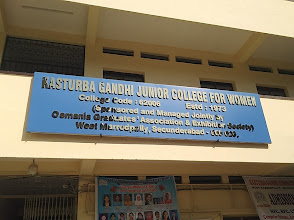 KASTURBA GANDHI JUNIOR COLLEGE FOR WOMEN
College Code : 62006 Estd : 1973
(Sponsored and Managed Jointly by
Osmania Graduates' Association & Exhibition Society)
West Marredpally, Secunderabad -